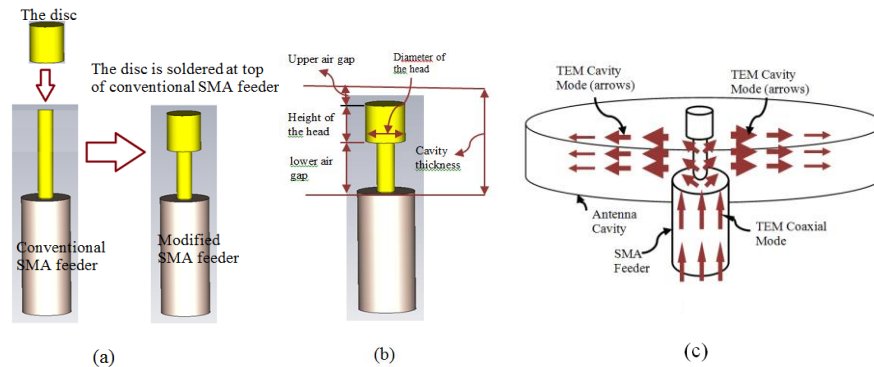 The disc
The disc is soldered at top
of conventional SMA feeder
Conventional
SMA feeder
Modified
SMA feeder
(a)
Upper air gap
Diameter of
the head
Height of
the head
lower air
gap
Cavity
thickness
(b)
TEM Cavity
Mode (arrows)
TEM Cavity
Mode (arrows)
Antenna
Cavity
SMA
Feeder
TEM Coaxial
Mode
(c)